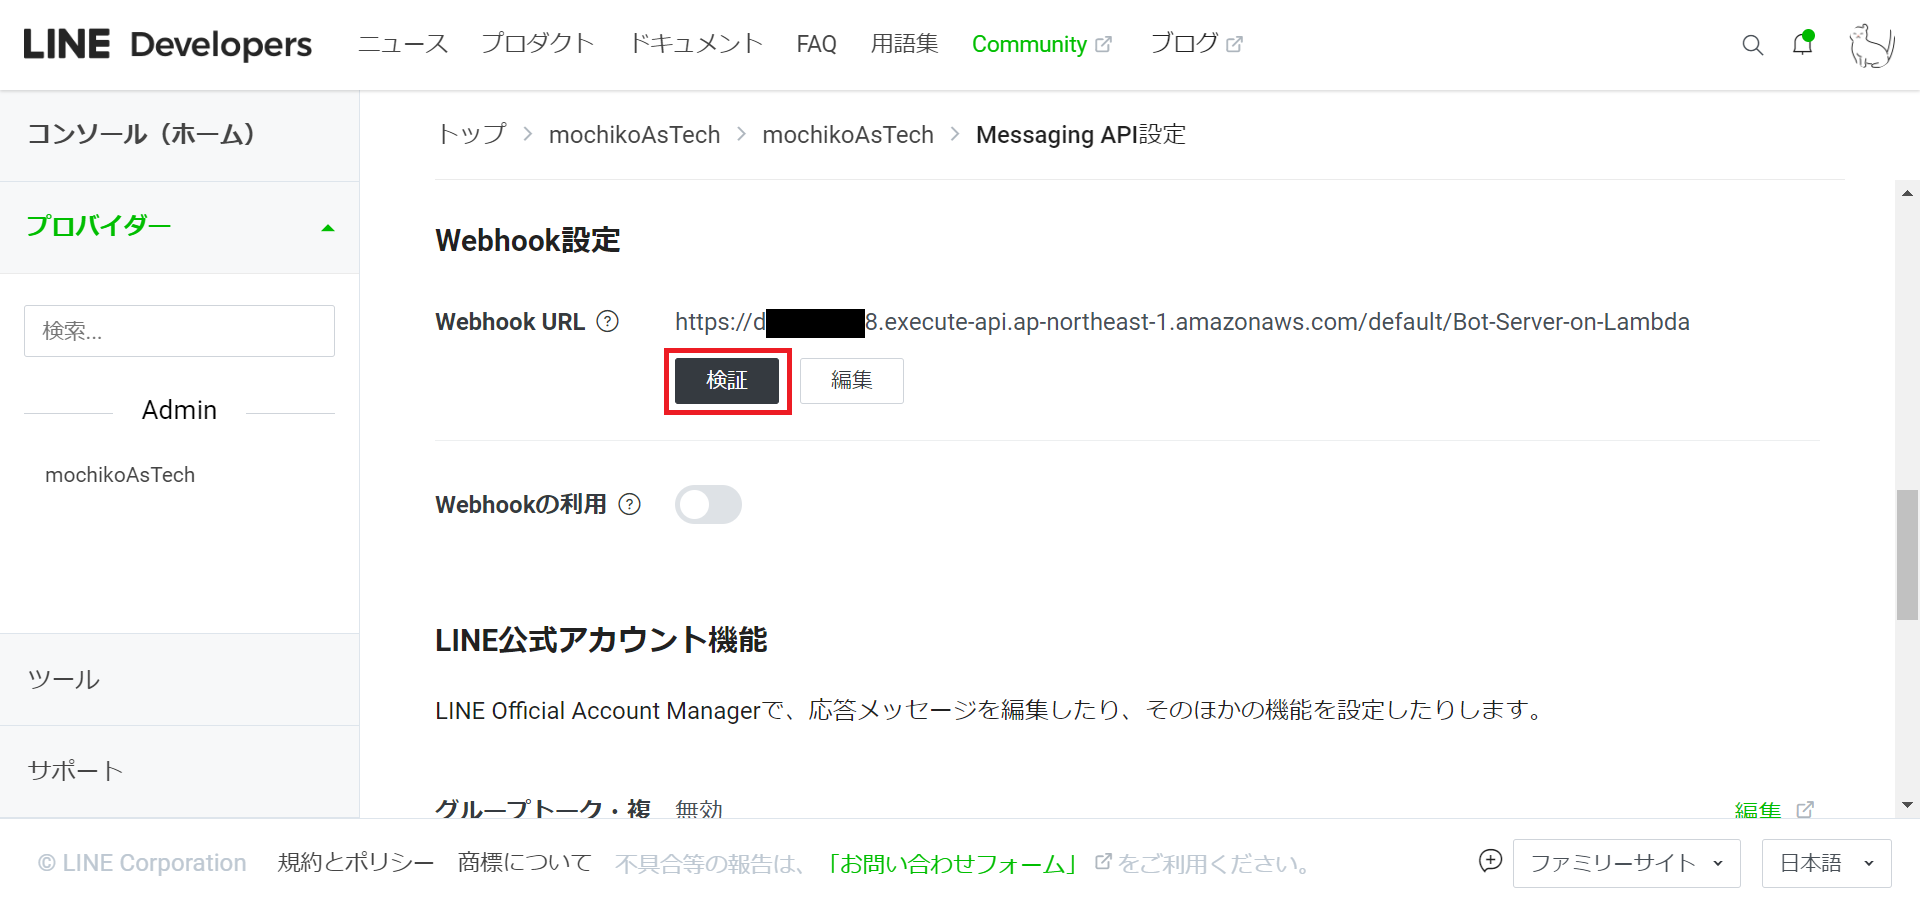 LINE Developers ニュース プロダクト ドキュメント FAQ 用語集 Community ブログ
コンソール（ホーム）
プロバイダー
検索...
Admin
mochikoAsTech
ツール
サポート
トップ > mochikoAsTech > mochikoAsTech > Messaging API設定
Webhook設定
Webhook URL ? https://d 8.execute-api.ap-northeast-1.amazonaws.com/default/Bot-Server-on-Lambda
検証 編集
Webhookの利用 ?
LINE公式アカウント機能
LINE Official Account Managerで、応答メッセージを編集したり、そのほかの機能を設定したりします。
グループトーク・複 無効 編集
© LINE Corporation 規約とポリシー 商標について 不具合等の報告は、「お問い合わせフォーム」 をご利用ください。 ファミリーサイト 日本語